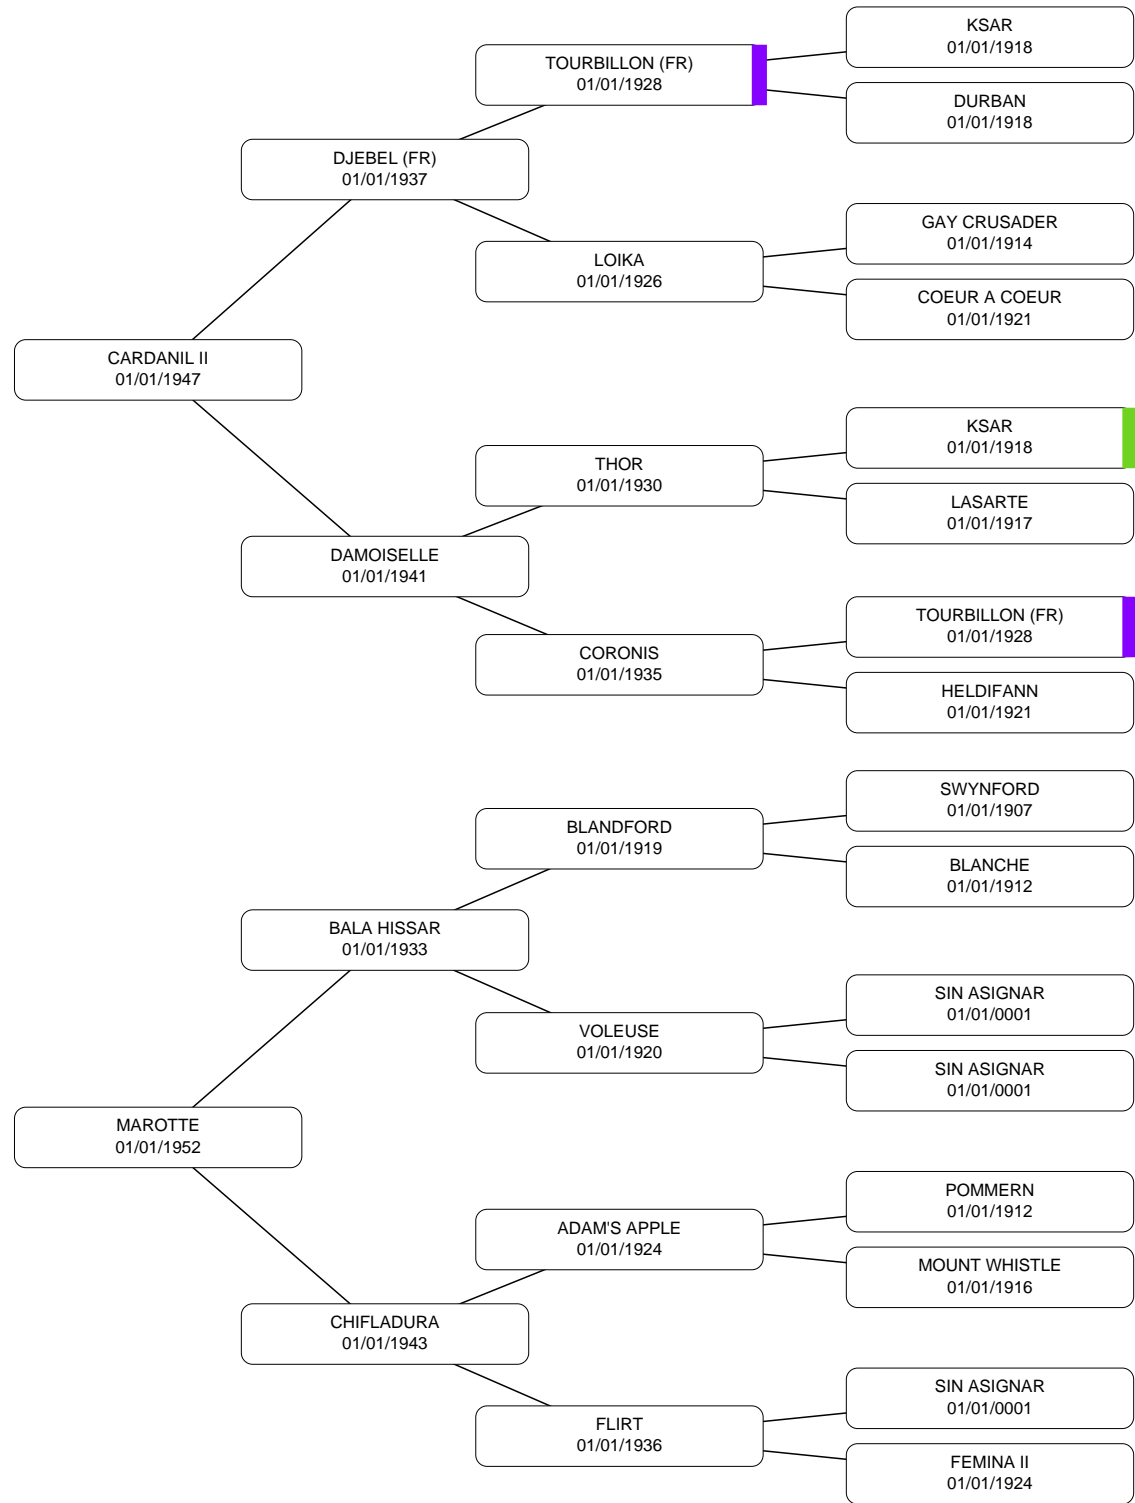 KSAR
01/01/1918
TOURBILLON (FR)
01/01/1928
DURBAN
01/01/1918
DJEBEL (FR)
01/01/1937
GAY CRUSADER
01/01/1914
LOIKA
01/01/1926
COEUR A COEUR
01/01/1921
CARDANIL II
01/01/1947
KSAR
01/01/1918
THOR
01/01/1930
LASARTE
01/01/1917
DAMOISELLE
01/01/1941
TOURBILLON (FR)
01/01/1928
CORONIS
01/01/1935
HELDIFANN
01/01/1921
SWYNFORD
01/01/1907
BLANDFORD
01/01/1919
BLANCHE
01/01/1912
BALA HISSAR
01/01/1933
SIN ASIGNAR
01/01/0001
VOLEUSE
01/01/1920
SIN ASIGNAR
01/01/0001
MAROTTE
01/01/1952
POMMERN
01/01/1912
ADAM'S APPLE
01/01/1924
MOUNT WHISTLE
01/01/1916
CHIFLADURA
01/01/1943
SIN ASIGNAR
01/01/0001
FLIRT
01/01/1936
FEMINA II
01/01/1924